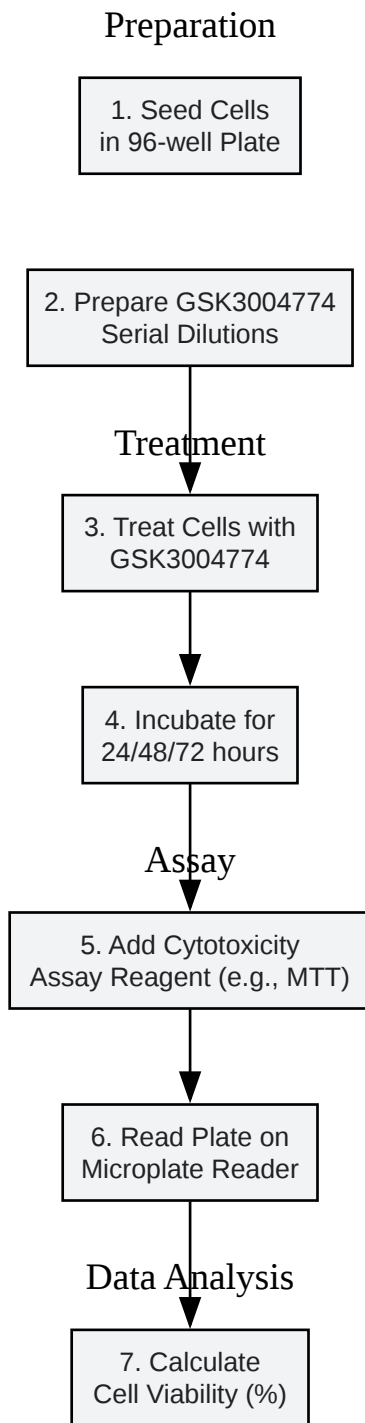 Preparation
1. Seed Cells
in 96-well Plate
2. Prepare GSK3004774
Serial Dilutions
Treatment
3. Treat Cells with
GSK3004774
4. Incubate for
24/48/72 hours
Assay
5. Add Cytotoxicity
Assay Reagent (e.g., MTT)
6. Read Plate on
Microplate Reader
Data Analysis
7. Calculate
Cell Viability (%)